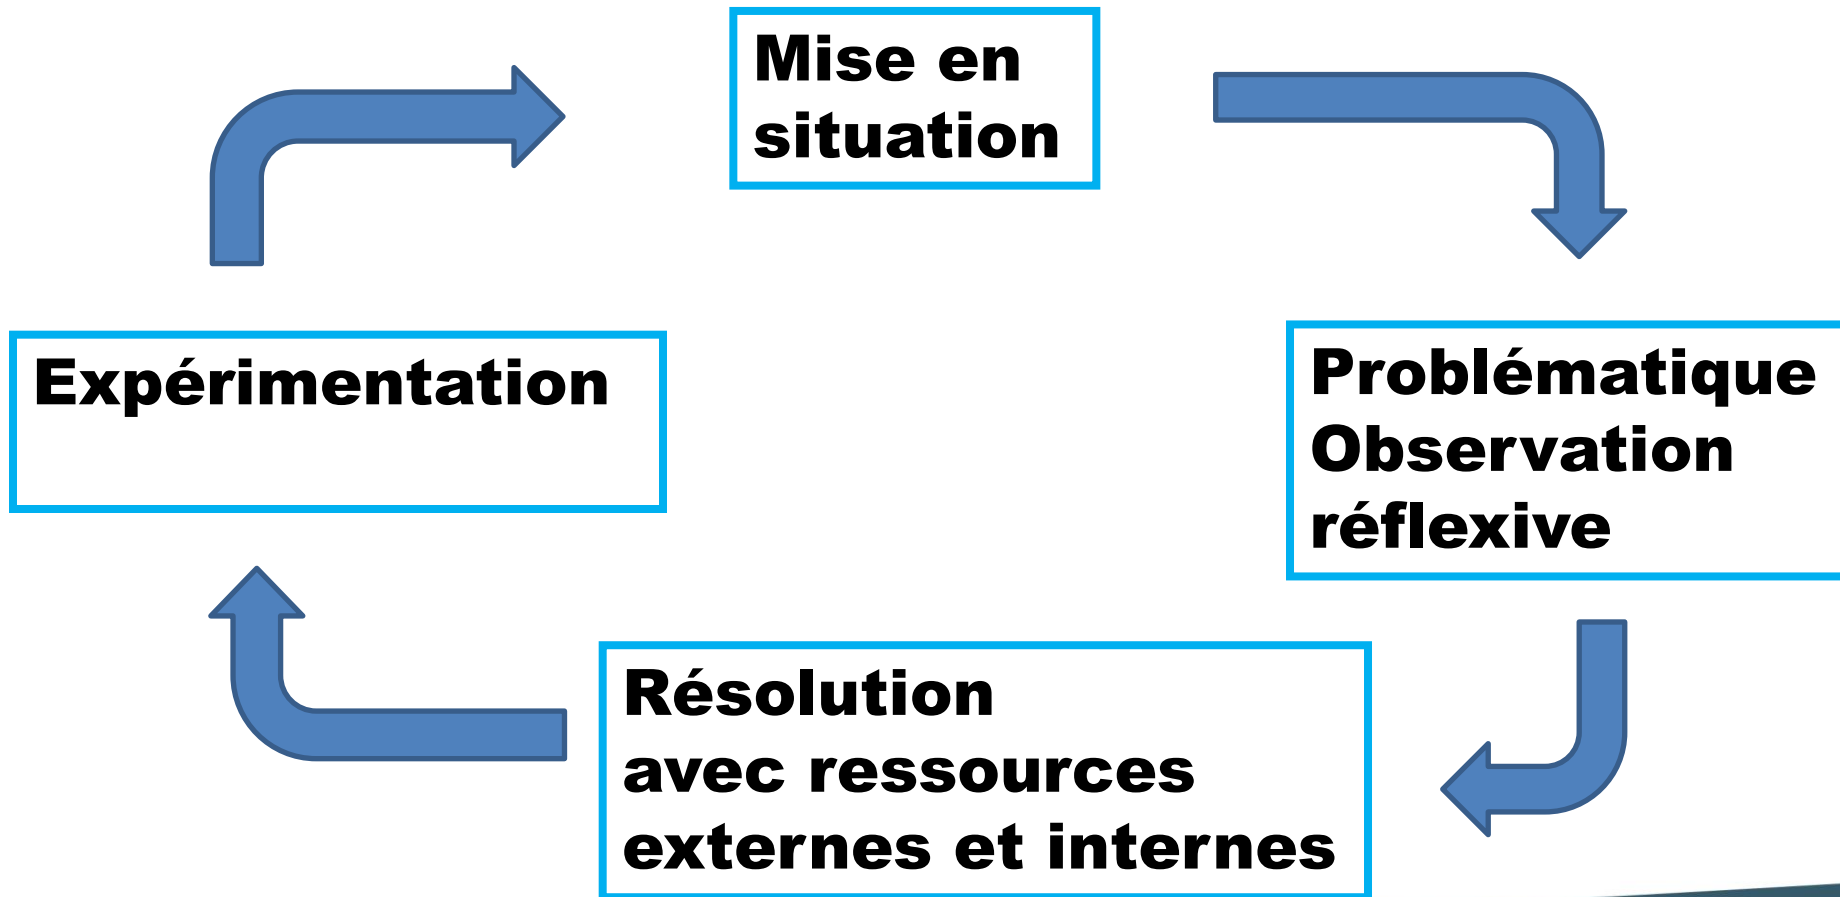 Mise en
situation
Expérimentation
Problématique
Observation
réflexive
Résolution
avec ressources
externes et internes